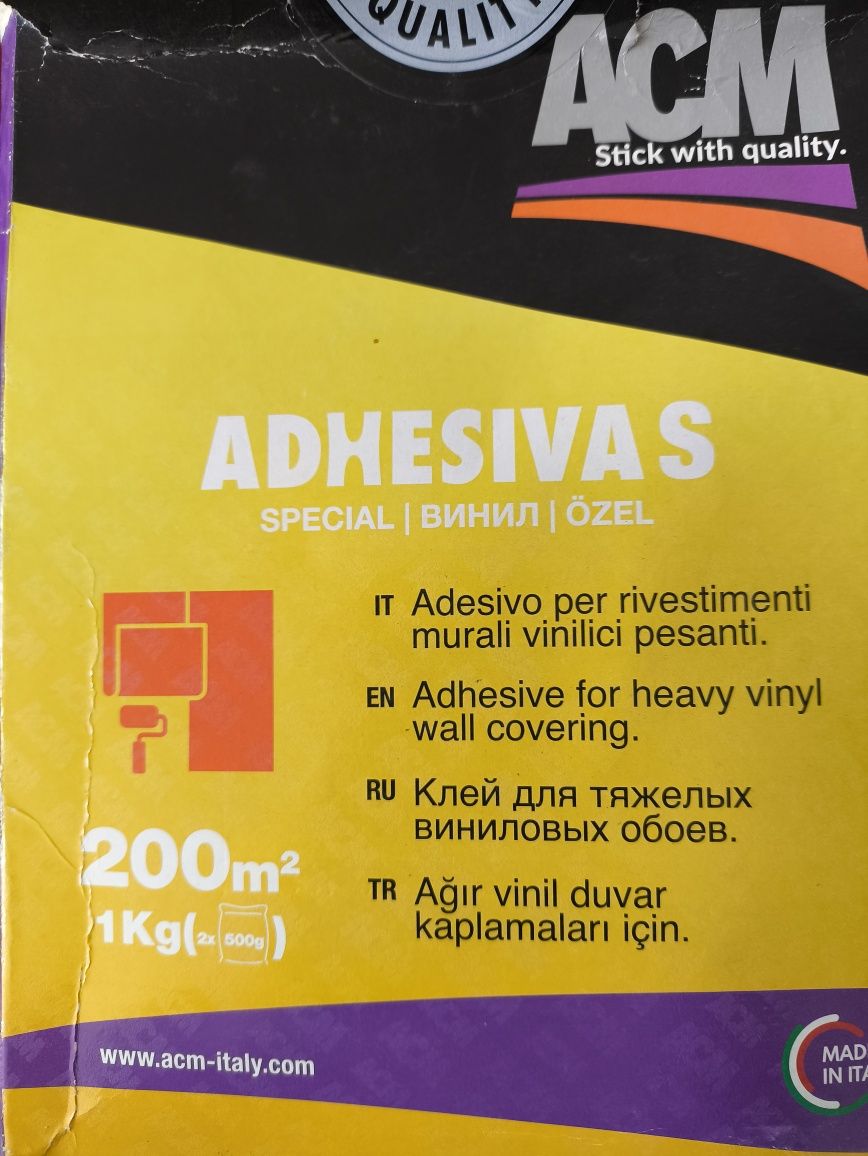 QUALITY
ACM
Stick with quality.
ADHESIVA S
SPECIAL | ВИНИЛ | ÖZEL
IT Adesivo per rivestimenti
murali vinilici pesanti.
EN Adhesive for heavy vinyl
wall covering.
RU Клей для тяжелых
виниловых обоев.
TR Ağır vinil duvar
kaplamaları için.
200m²
1Kg(2x 500g)
www.acm-italy.com
MAD
IN ITA